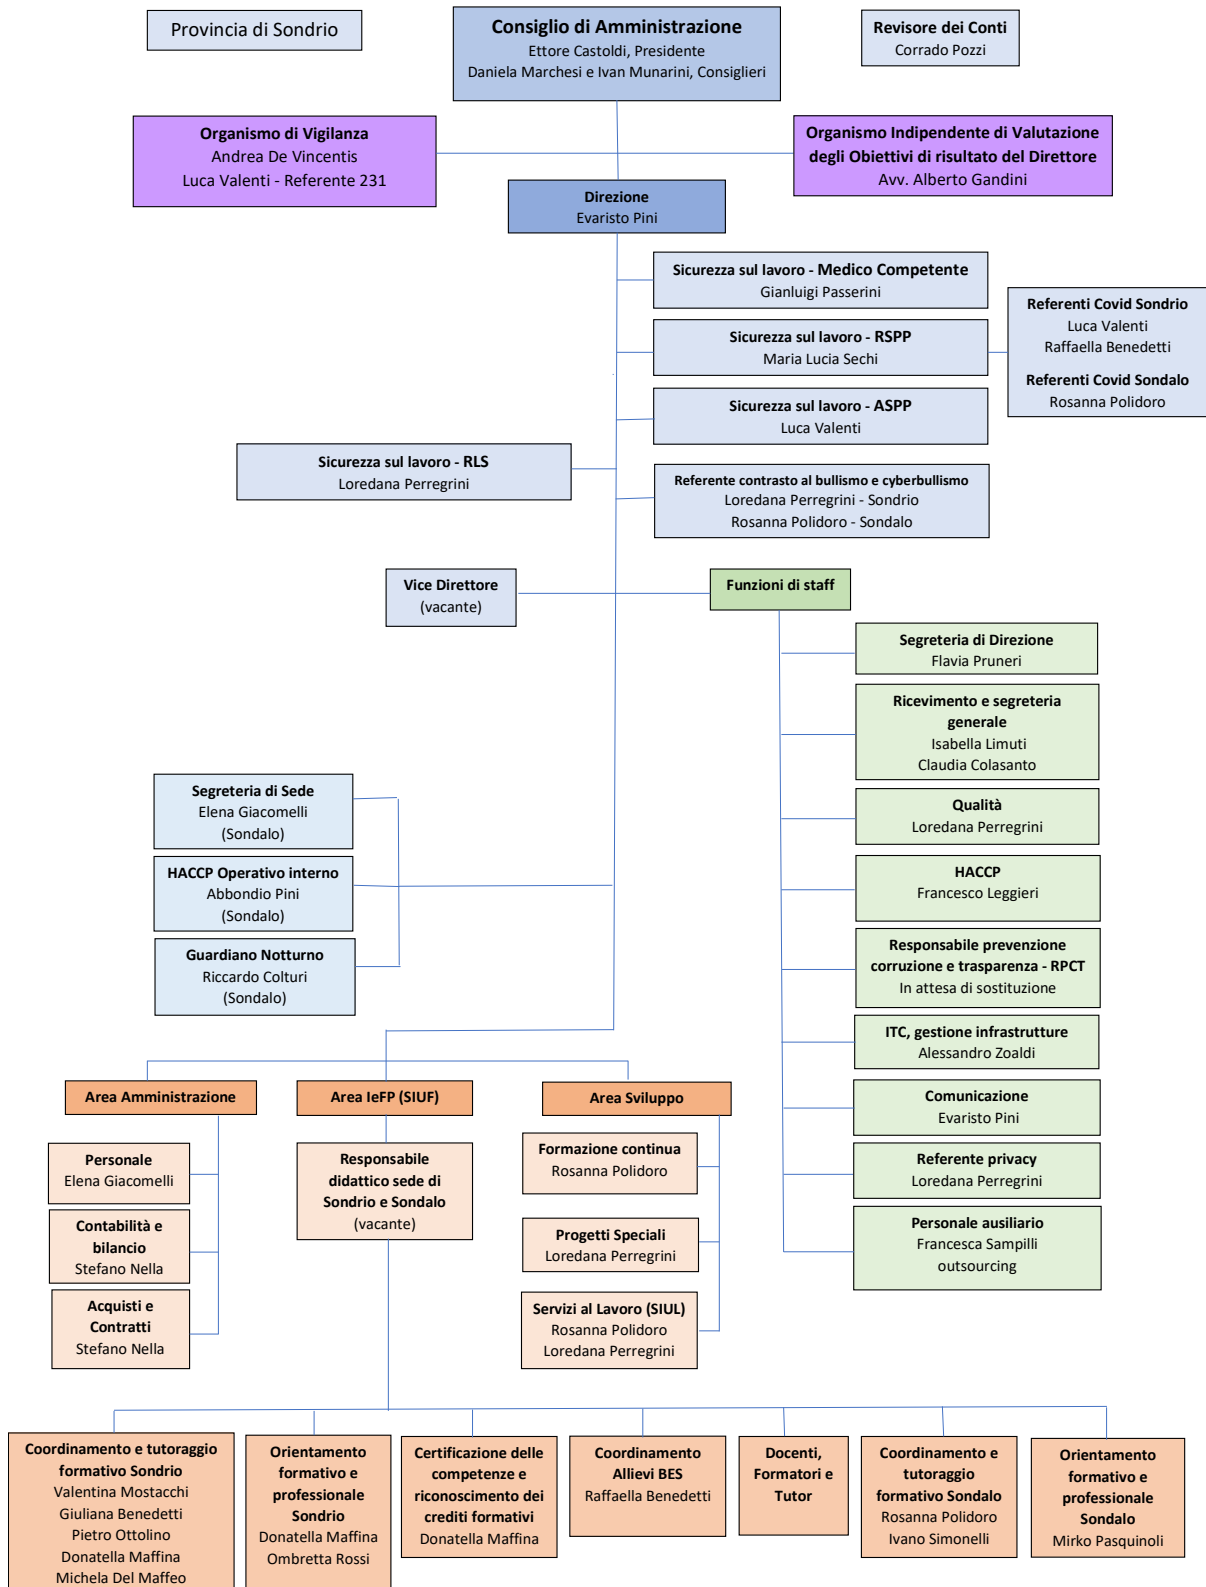 Provincia di Sondrio
Consiglio di Amministrazione
Ettore Castoldi, Presidente
Daniela Marchesi e Ivan Munarini, Consiglieri
Revisore dei Conti
Corrado Pozzi
Organismo di Vigilanza
Andrea De Vincentis
Luca Valenti - Referente 231
Organismo Indipendente di Valutazione
degli Obiettivi di risultato del Direttore
Avv. Alberto Gandini
Direzione
Evaristo Pini
Sicurezza sul lavoro - Medico Competente
Gianluigi Passerini
Sicurezza sul lavoro - RSPP
Maria Lucia Sechi
Referenti Covid Sondrio
Luca Valenti
Raffaella Benedetti
Referenti Covid Sondalo
Rosanna Polidoro
Sicurezza sul lavoro - ASPP
Luca Valenti
Sicurezza sul lavoro - RLS
Loredana Perregrini
Referente contrasto al bullismo e cyberbullismo
Loredana Perregrini - Sondrio
Rosanna Polidoro - Sondalo
Vice Direttore
(vacante)
Funzioni di staff
Segreteria di Direzione
Flavia Pruneri
Ricevimento e segreteria
generale
Isabella Limuti
Claudia Colasanto
Qualità
Loredana Perregrini
HACCP
Francesco Leggieri
Responsabile prevenzione
corruzione e trasparenza - RPCT
In attesa di sostituzione
ITC, gestione infrastrutture
Alessandro Zoaldi
Comunicazione
Evaristo Pini
Referente privacy
Loredana Perregrini
Personale ausiliario
Francesca Sampilli
outsourcing
Segreteria di Sede
Elena Giacomelli
(Sondalo)
HACCP Operativo interno
Abbondio Pini
(Sondalo)
Guardiano Notturno
Riccardo Colturi
(Sondalo)
Area Amministrazione
Area IeFP (SIUF)
Area Sviluppo
Personale
Elena Giacomelli
Contabilità e
bilancio
Stefano Nella
Acquisti e
Contratti
Stefano Nella
Responsabile
didattico sede di
Sondrio e Sondalo
(vacante)
Formazione continua
Rosanna Polidoro
Progetti Speciali
Loredana Perregrini
Servizi al Lavoro (SIUL)
Rosanna Polidoro
Loredana Perregrini
Coordinamento e tutoraggio
formativo Sondrio
Valentina Mostacchi
Giuliana Benedetti
Pietro Ottolino
Donatella Maffina
Michela Del Maffeo
Orientamento
formativo e
professionale
Sondrio
Donatella Maffina
Ombretta Rossi
Certificazione delle
competenze e
riconoscimento dei
crediti formativi
Donatella Maffina
Coordinamento
Allievi BES
Raffaella Benedetti
Docenti,
Formatori e
Tutor
Coordinamento e
tutoraggio
formativo Sondalo
Rosanna Polidoro
Ivano Simonelli
Orientamento
formativo e
professionale
Sondalo
Mirko Pasquinoli